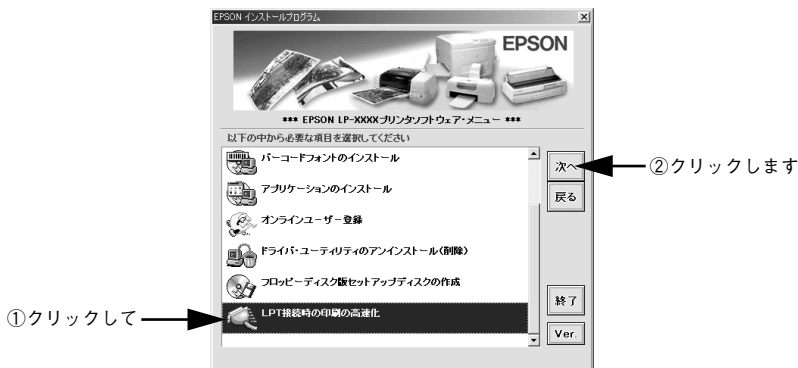 EPSON インストールプログラム
EPSON
*** EPSON LP-XXXXプリンタソフトウェア・メニュー ***
以下の中から必要な項目を選択してください
バーコードフォントのインストール
次へ
②クリックします
アプリケーションのインストール
戻る
オンラインユーザー登録
ドライバ・ユーティリティのアンインストール(削除)
フロッピーディスク版セットアップディスクの作成
終了
①クリックして
LPT接続時の印刷の高速化
Ver.